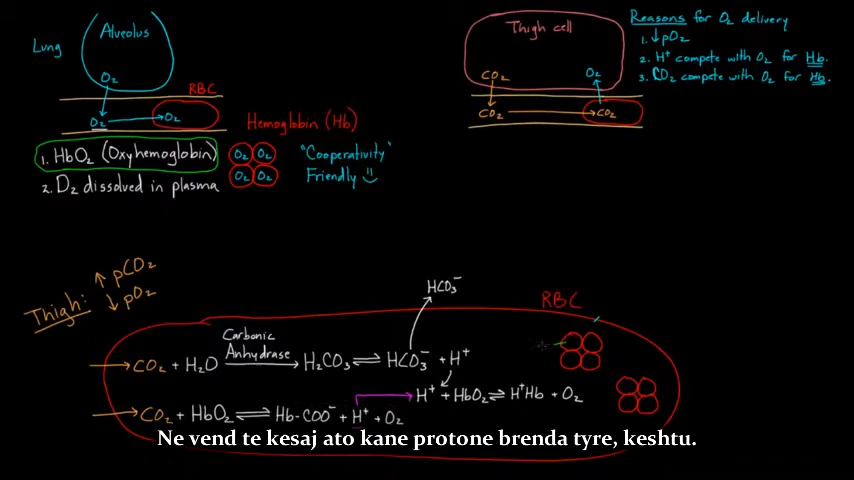 Lung
Alveolus
O₂
RBC
O₂ → O₂
Hemoglobin (Hb)
1. HbO₂ (Oxyhemoglobin)
2. O₂ dissolved in plasma
O₂ O₂
O₂ O₂
"Cooperativity"
Friendly
Thigh cell
CO₂ O₂
CO₂ → CO₂
Reasons for O₂ delivery
1. ↓pO₂
2. H⁺ compete with O₂ for Hb.
3. CO₂ compete with O₂ for Hb.
Thigh: ↑ pCO₂
↓ pO₂
HCO₃⁻
RBC
→ CO₂ + H₂O Carbonic Anhydrase → H₂CO₃ ⇌ HCO₃⁻ + H⁺
H⁺ + HbO₂ ⇌ H⁺Hb + O₂
→ CO₂ + HbO₂ ⇌ Hb-COO⁻ + H⁺ + O₂
Ne vend te kesaj ato kane protone brenda tyre, keshtu.